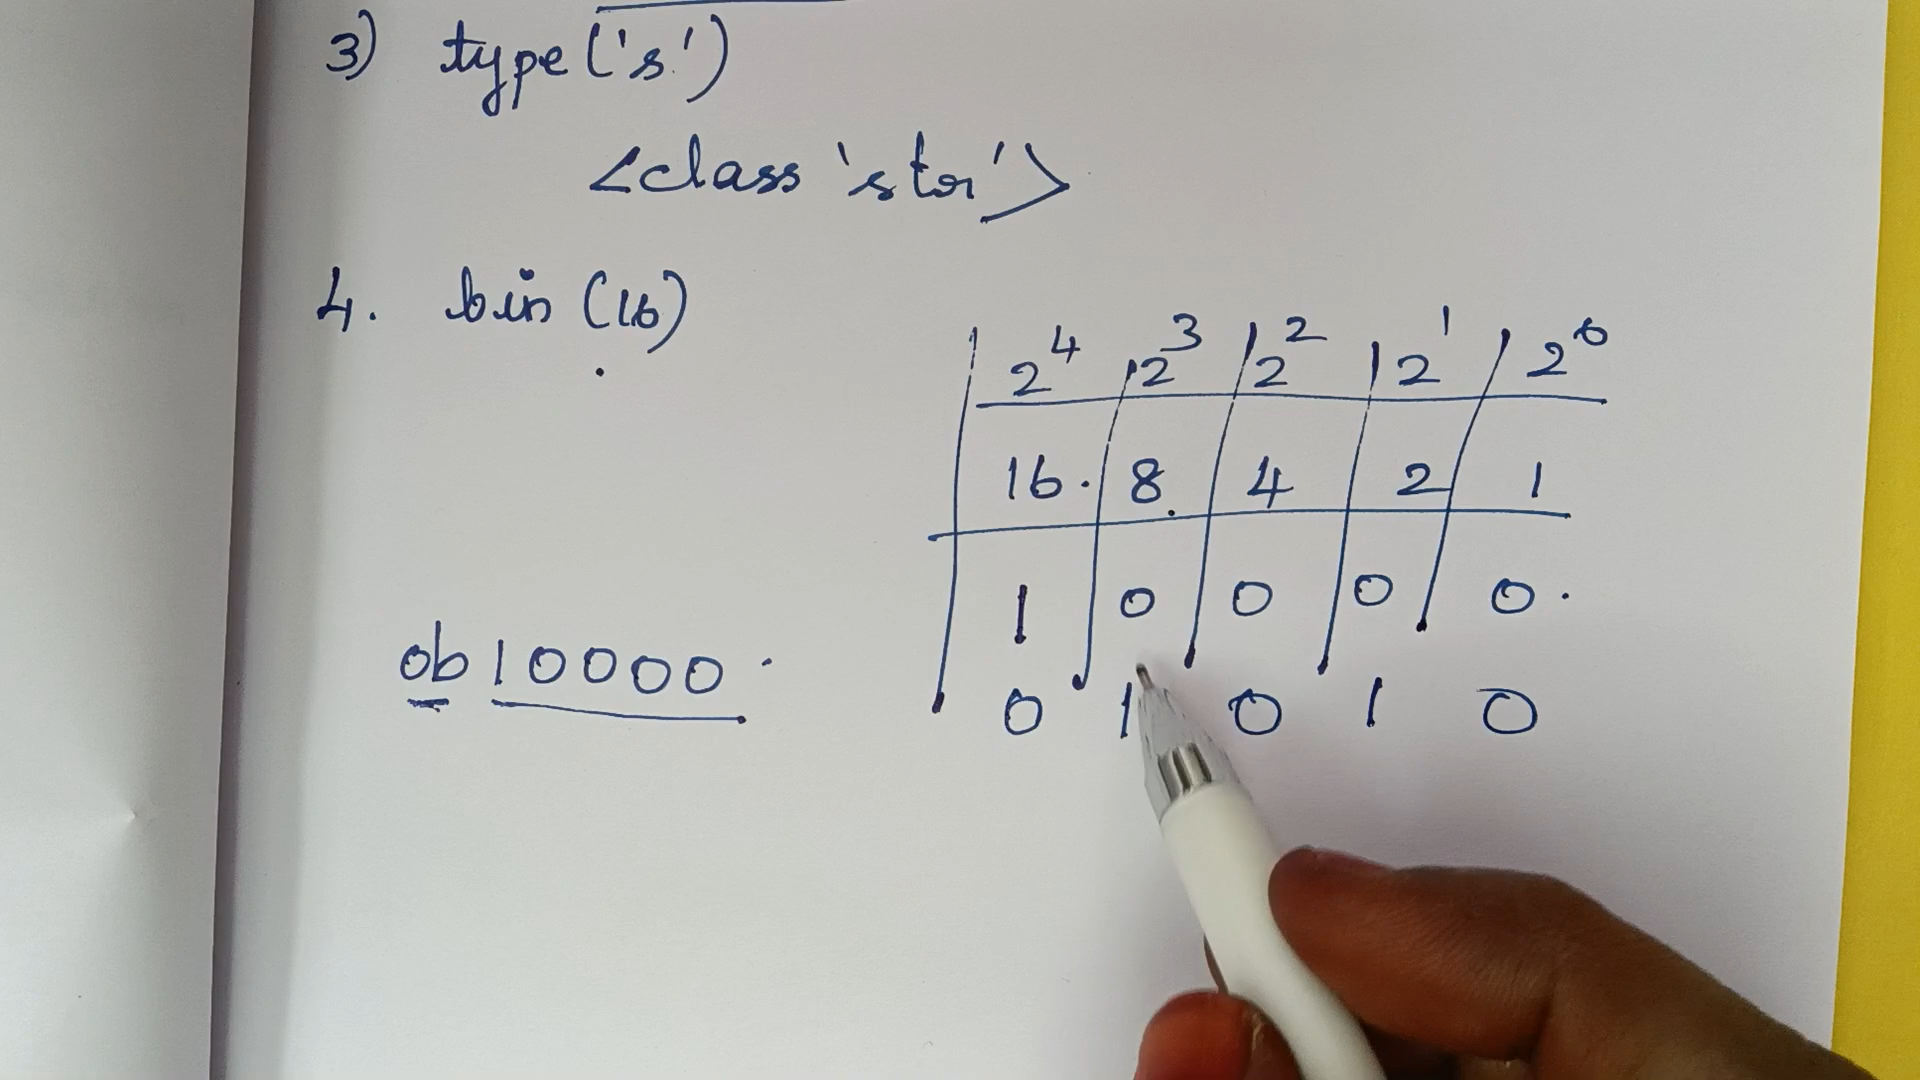 3) type('s')
<class 'str'>
4. bin (16)
2^4 | 2^3 | 2^2 | 2^1 | 2^0
16. 8. 4 2 1
1 0 0 0 0.
0b10000.
0 1 0 1 0